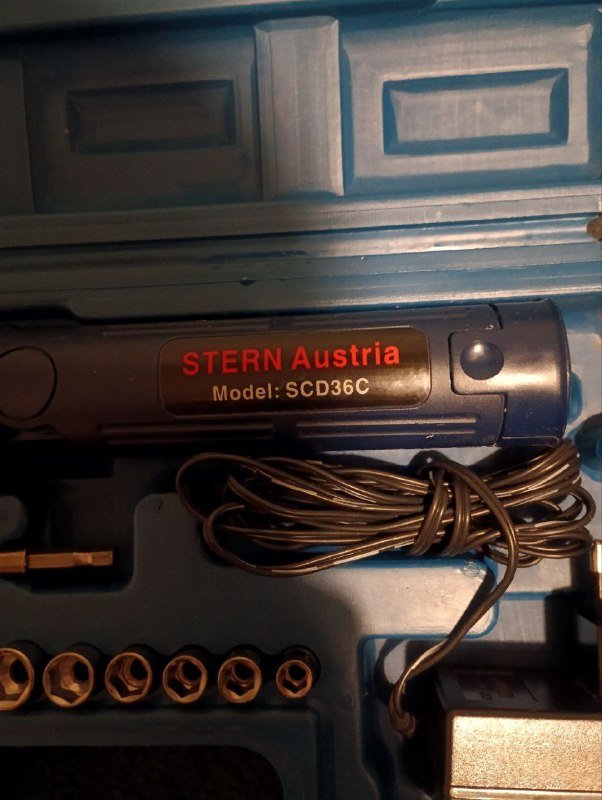 STERN Austria
Model: SCD36C